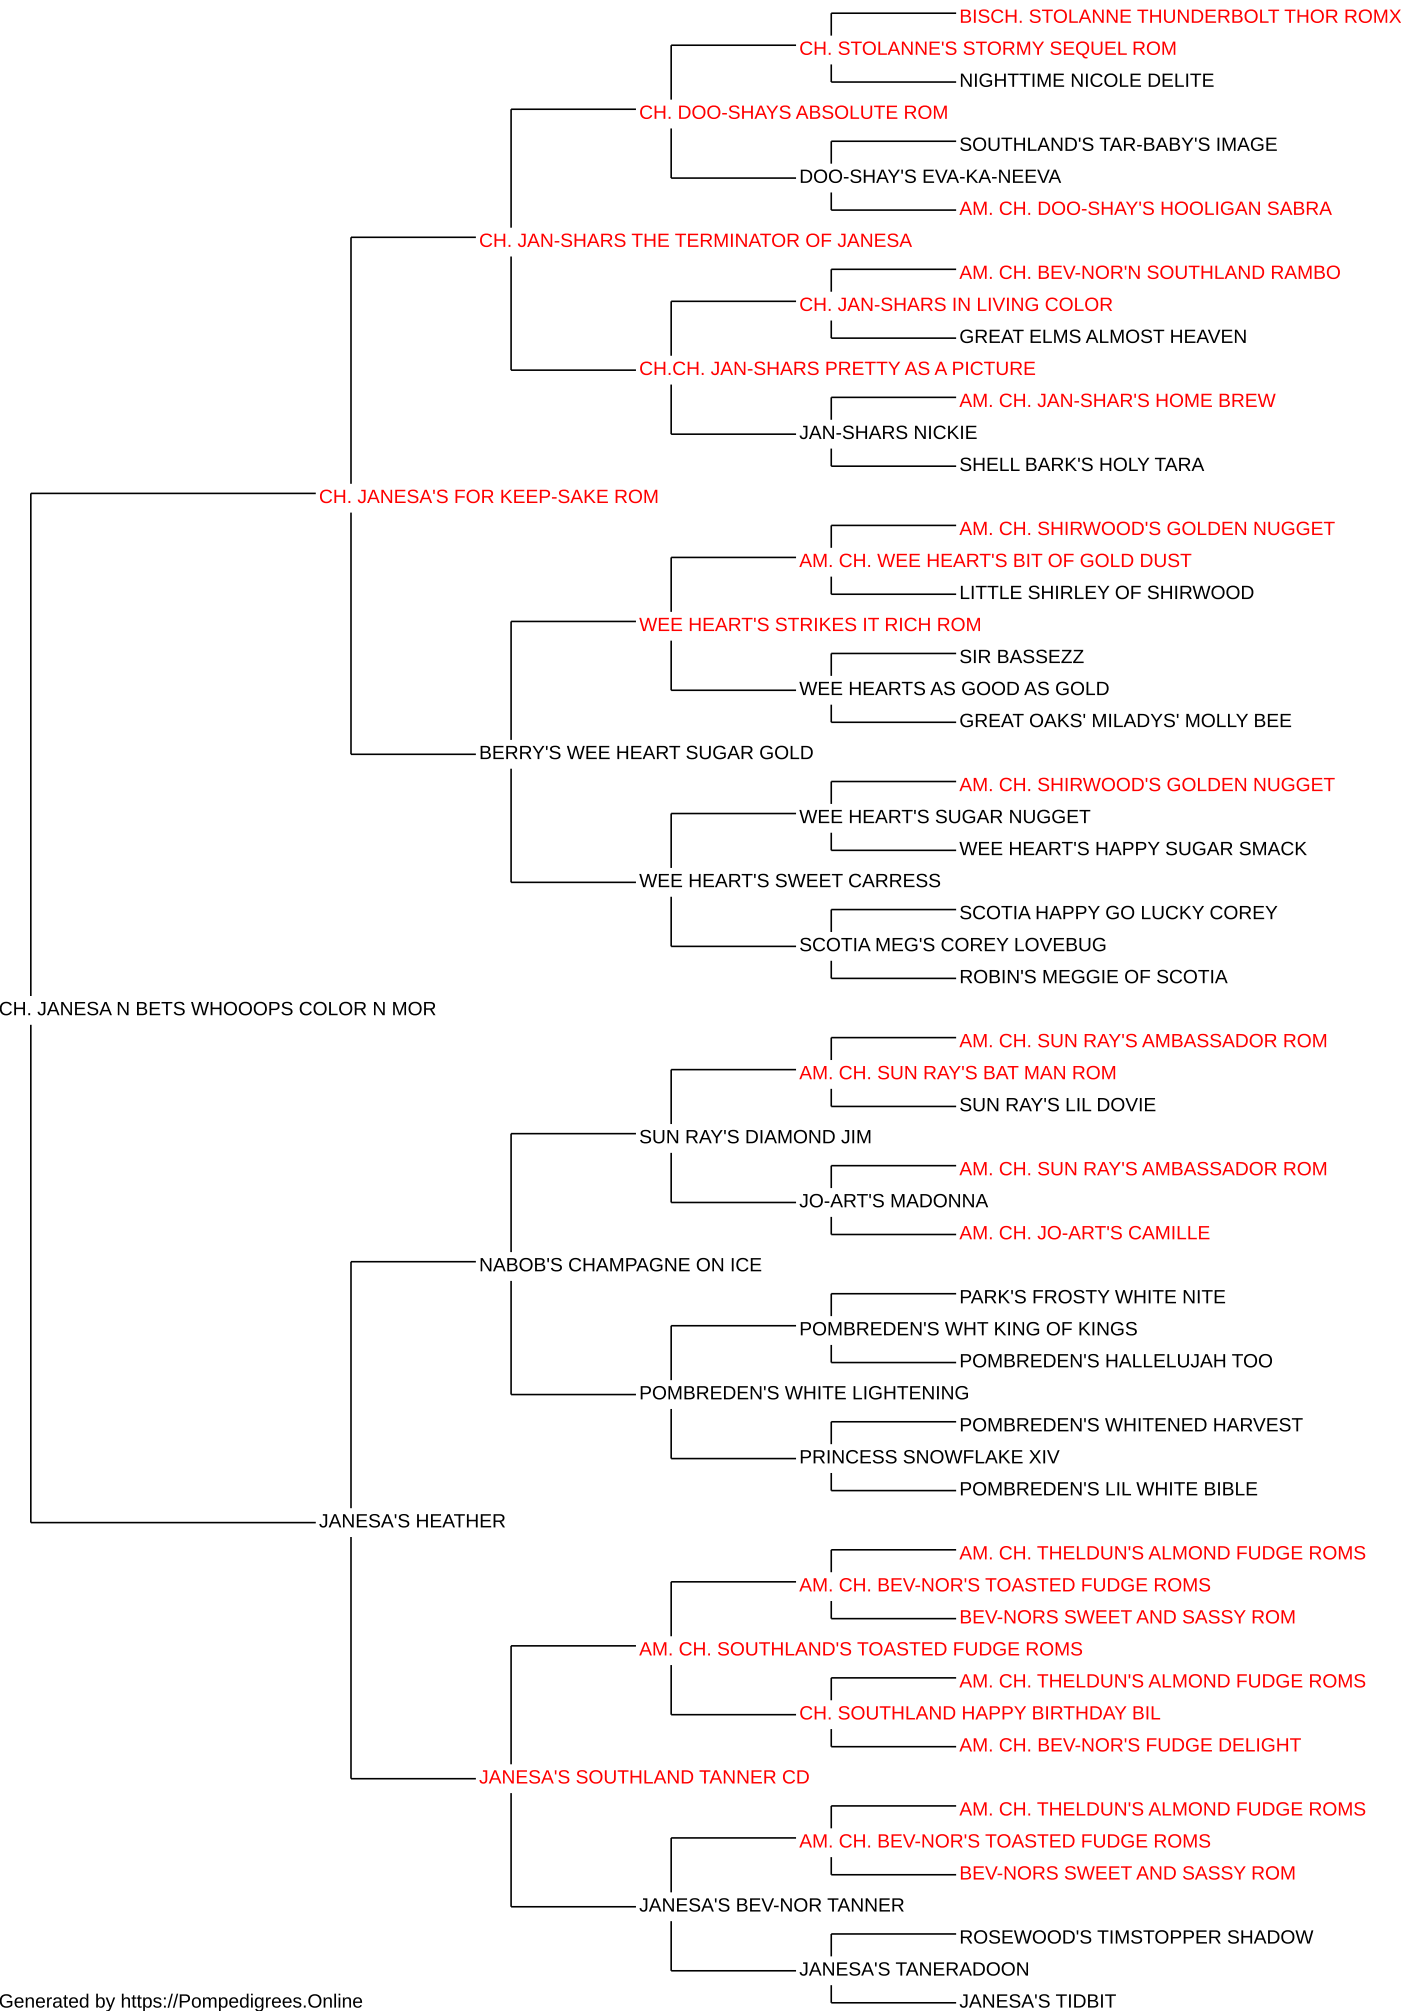 BISCH. STOLANNE THUNDERBOLT THOR ROMX
CH. STOLANNE'S STORMY SEQUEL ROM
NIGHTTIME NICOLE DELITE
CH. DOO-SHAYS ABSOLUTE ROM
SOUTHLAND'S TAR-BABY'S IMAGE
DOO-SHAY'S EVA-KA-NEEVA
AM. CH. DOO-SHAY'S HOOLIGAN SABRA
CH. JAN-SHARS THE TERMINATOR OF JANESA
AM. CH. BEV-NOR'N SOUTHLAND RAMBO
CH. JAN-SHARS IN LIVING COLOR
GREAT ELMS ALMOST HEAVEN
CH.CH. JAN-SHARS PRETTY AS A PICTURE
AM. CH. JAN-SHAR'S HOME BREW
JAN-SHARS NICKIE
SHELL BARK'S HOLY TARA
CH. JANESA'S FOR KEEP-SAKE ROM
AM. CH. SHIRWOOD'S GOLDEN NUGGET
AM. CH. WEE HEART'S BIT OF GOLD DUST
LITTLE SHIRLEY OF SHIRWOOD
WEE HEART'S STRIKES IT RICH ROM
SIR BASSEZZ
WEE HEARTS AS GOOD AS GOLD
GREAT OAKS' MILADYS' MOLLY BEE
BERRY'S WEE HEART SUGAR GOLD
AM. CH. SHIRWOOD'S GOLDEN NUGGET
WEE HEART'S SUGAR NUGGET
WEE HEART'S HAPPY SUGAR SMACK
WEE HEART'S SWEET CARRESS
SCOTIA HAPPY GO LUCKY COREY
SCOTIA MEG'S COREY LOVEBUG
ROBIN'S MEGGIE OF SCOTIA
CH. JANESA N BETS WHOOOPS COLOR N MOR
AM. CH. SUN RAY'S AMBASSADOR ROM
AM. CH. SUN RAY'S BAT MAN ROM
SUN RAY'S LIL DOVIE
SUN RAY'S DIAMOND JIM
AM. CH. SUN RAY'S AMBASSADOR ROM
JO-ART'S MADONNA
AM. CH. JO-ART'S CAMILLE
NABOB'S CHAMPAGNE ON ICE
PARK'S FROSTY WHITE NITE
POMBREDEN'S WHT KING OF KINGS
POMBREDEN'S HALLELUJAH TOO
POMBREDEN'S WHITE LIGHTENING
POMBREDEN'S WHITENED HARVEST
PRINCESS SNOWFLAKE XIV
POMBREDEN'S LIL WHITE BIBLE
JANESA'S HEATHER
AM. CH. THELDUN'S ALMOND FUDGE ROMS
AM. CH. BEV-NOR'S TOASTED FUDGE ROMS
BEV-NORS SWEET AND SASSY ROM
AM. CH. SOUTHLAND'S TOASTED FUDGE ROMS
AM. CH. THELDUN'S ALMOND FUDGE ROMS
CH. SOUTHLAND HAPPY BIRTHDAY BIL
AM. CH. BEV-NOR'S FUDGE DELIGHT
JANESA'S SOUTHLAND TANNER CD
AM. CH. THELDUN'S ALMOND FUDGE ROMS
AM. CH. BEV-NOR'S TOASTED FUDGE ROMS
BEV-NORS SWEET AND SASSY ROM
JANESA'S BEV-NOR TANNER
ROSEWOOD'S TIMSTOPPER SHADOW
JANESA'S TANERADOON
JANESA'S TIDBIT
Generated by https://Pompedigrees.Online